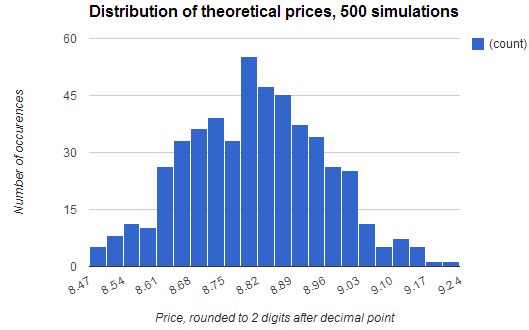 Distribution of theoretical prices, 500 simulations
(count)
60
45
30
15
0
Number of occurences
8.47 8.54 8.61 8.68 8.75 8.82 8.89 8.96 9.03 9.10 9.17 9.2.4
Price, rounded to 2 digits after decimal point